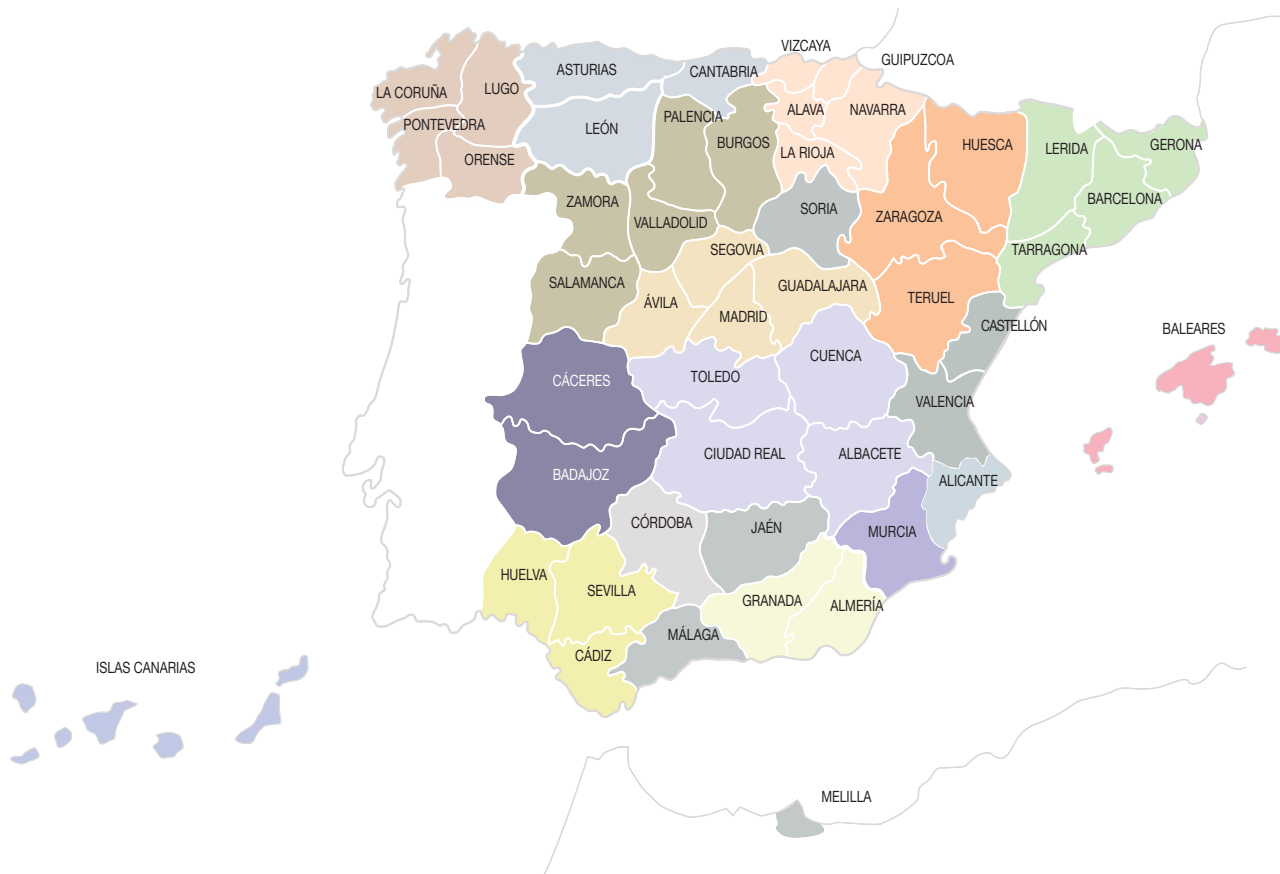 VIZCAYA
GUIPUZCOA
ASTURIAS
CANTABRIA
LA CORUÑA
LUGO
ALAVA
NAVARRA
PALENCIA
PONTEVEDRA
LEÓN
BURGOS
HUESCA
LERIDA
GERONA
ORENSE
LA RIOJA
ZAMORA
SORIA
BARCELONA
VALLADOLID
ZARAGOZA
SEGOVIA
TARRAGONA
SALAMANCA
GUADALAJARA
ÁVILA
TERUEL
MADRID
CASTELLÓN
BALEARES
CUENCA
CÁCERES
TOLEDO
VALENCIA
CIUDAD REAL
ALBACETE
BADAJOZ
ALICANTE
CÓRDOBA
JAÉN
MURCIA
HUELVA
SEVILLA
GRANADA
ALMERÍA
MÁLAGA
CÁDIZ
ISLAS CANARIAS
MELILLA